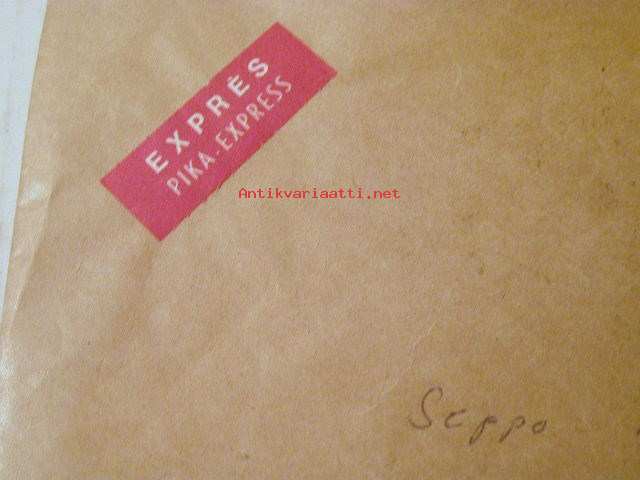 EXPRÈS
PIKA-EXPRESS
Antikvariaatti.net
Seppo